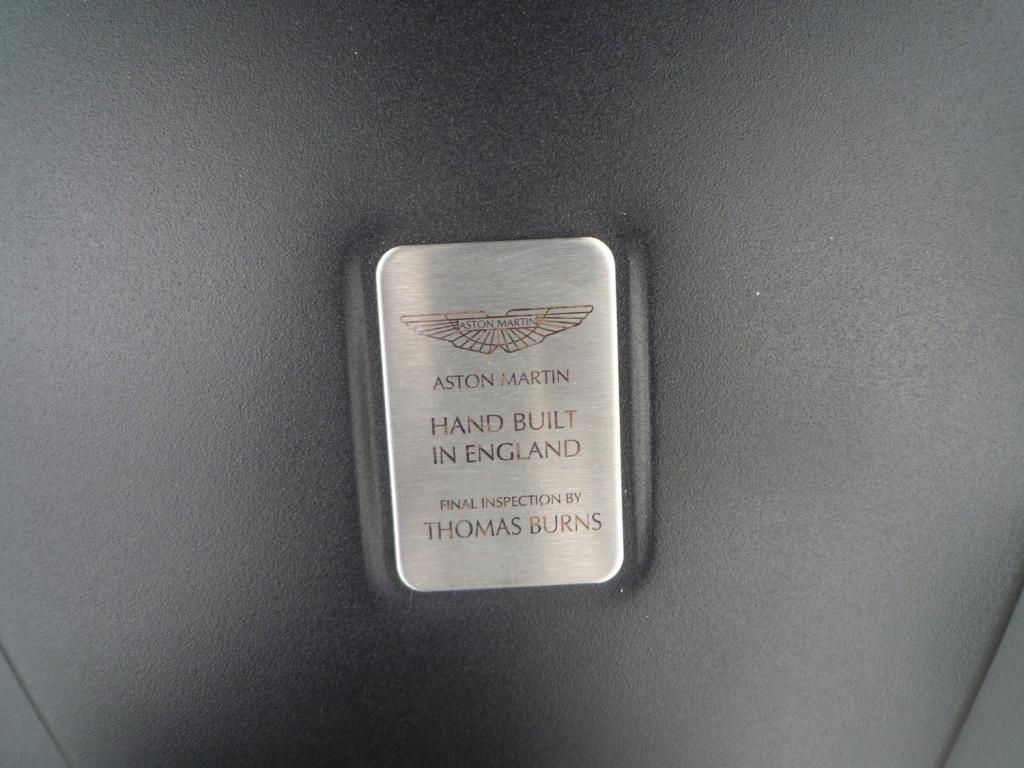 ASTON MARTIN
ASTON MARTIN
HAND BUILT
IN ENGLAND
FINAL INSPECTION BY
THOMAS BURNS